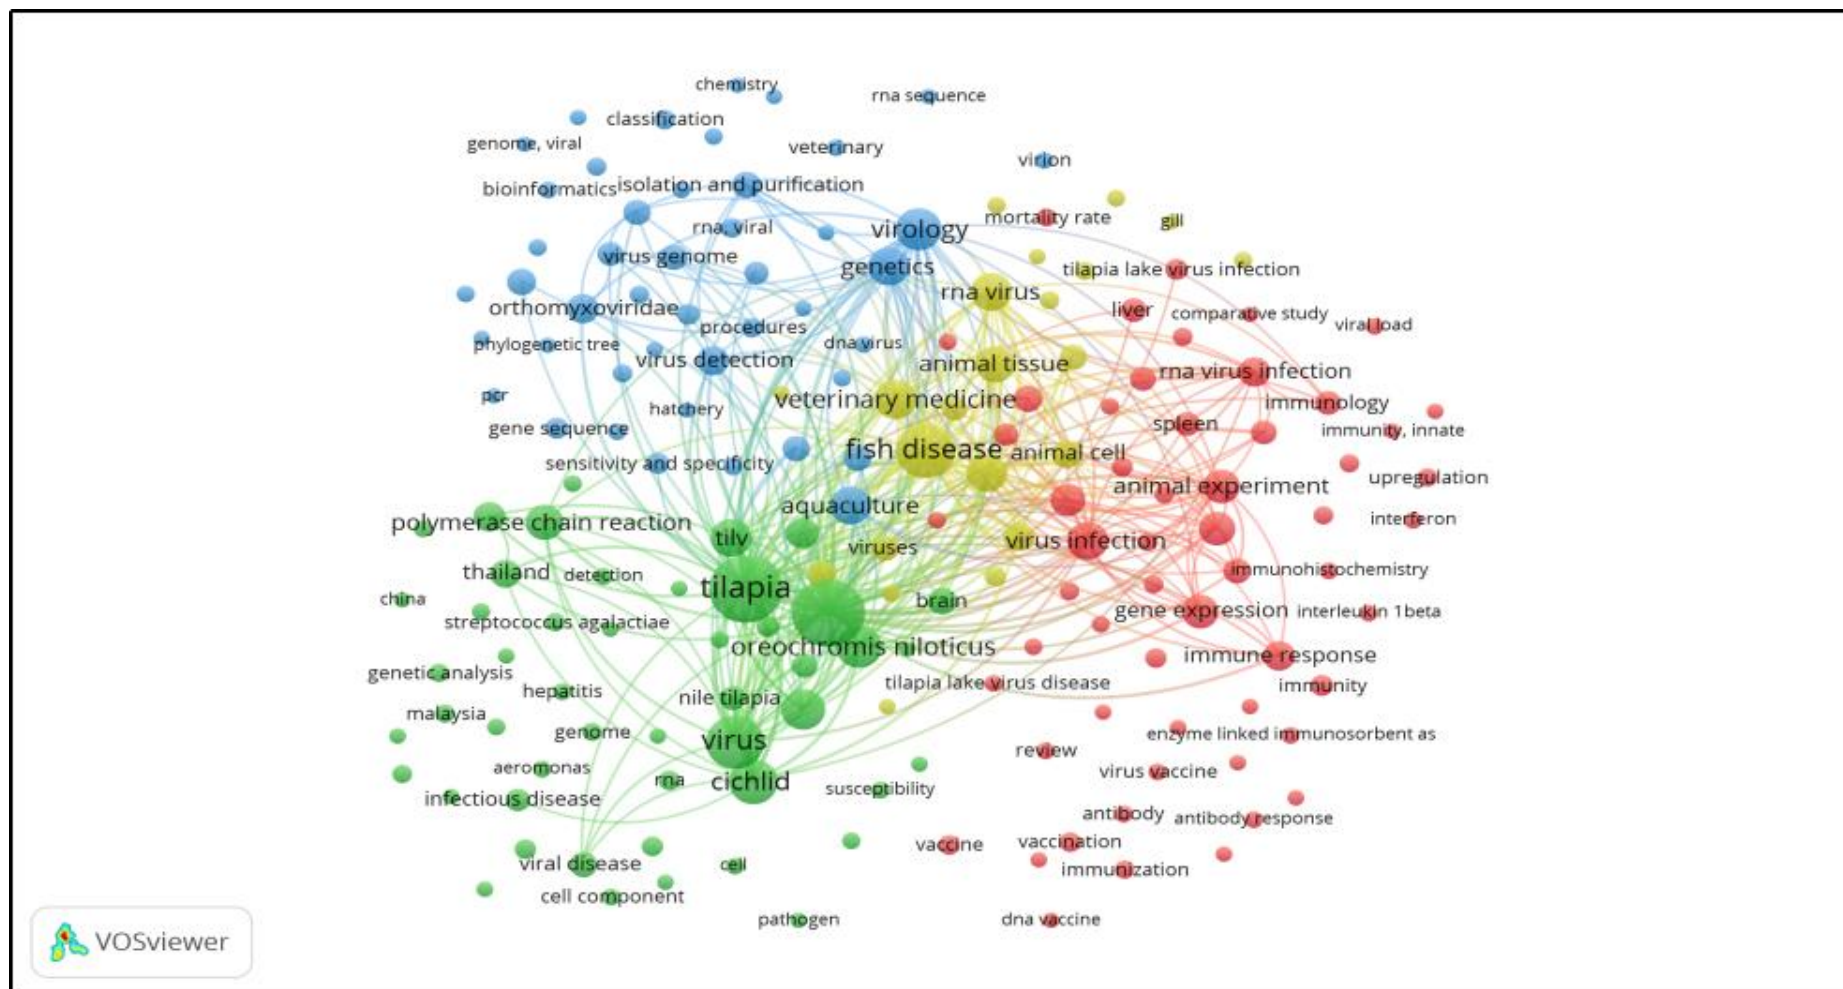 chemistry
rna sequence
classification
genome, viral
veterinary
virion
bioinformatics
isolation and purification
mortality rate
gill
rna, viral
virology
virus genome
genetics
tilapia lake virus infection
rna virus
orthomyxoviridae
liver
comparative study
viral load
procedures
phylogenetic tree
dna virus
virus detection
animal tissue
rna virus infection
pcr
veterinary medicine
immunology
hatchery
gene sequence
spleen
immunity, innate
fish disease
animal cell
sensitivity and specificity
upregulation
animal experiment
aquaculture
interferon
polymerase chain reaction
tilv
viruses
virus infection
thailand
detection
immunohistochemistry
tilapia
china
brain
gene expression
interleukin 1beta
streptococcus agalactiae
oreochromis niloticus
immune response
genetic analysis
tilapia lake virus disease
immunity
hepatitis
nile tilapia
malaysia
genome
virus
enzyme linked immunosorbent as
review
aeromonas
rna
cichlid
virus vaccine
susceptibility
infectious disease
antibody
antibody response
vaccine
vaccination
viral disease
cell
immunization
cell component
pathogen
dna vaccine
VOSviewer